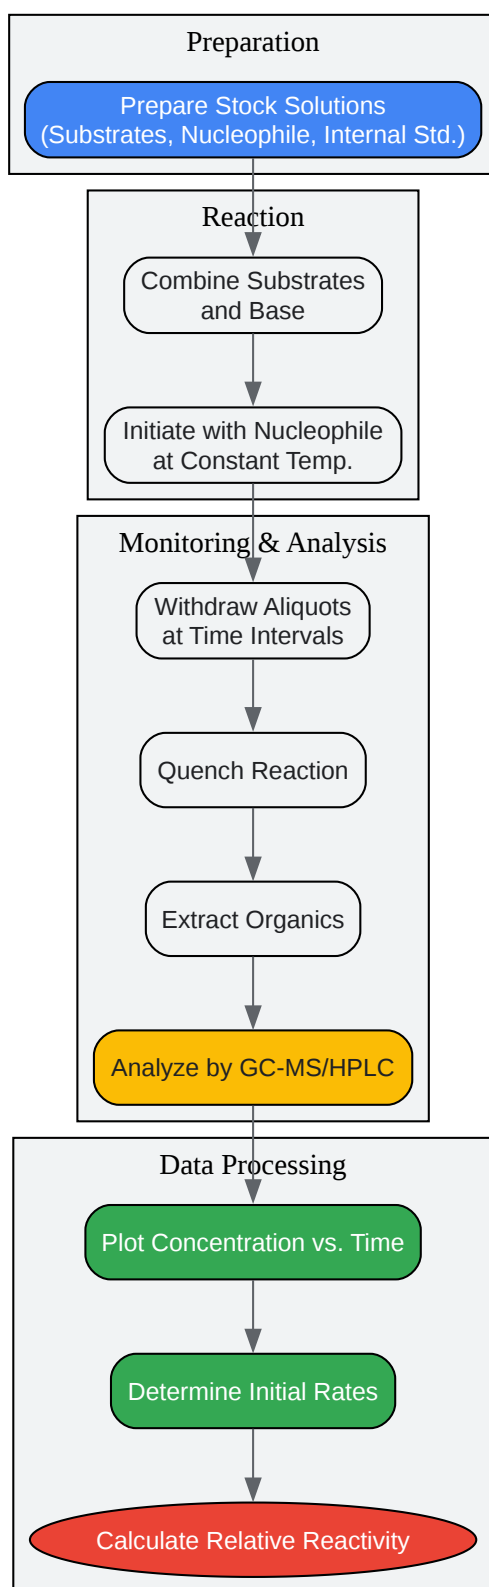 Preparation
Prepare Stock Solutions
(Substrates, Nucleophile, Internal Std.)
Reaction
Combine Substrates
and Base
Initiate with Nucleophile
at Constant Temp.
Monitoring & Analysis
Withdraw Aliquots
at Time Intervals
Quench Reaction
Extract Organics
Analyze by GC-MS/HPLC
Data Processing
Plot Concentration vs. Time
Determine Initial Rates
Calculate Relative Reactivity